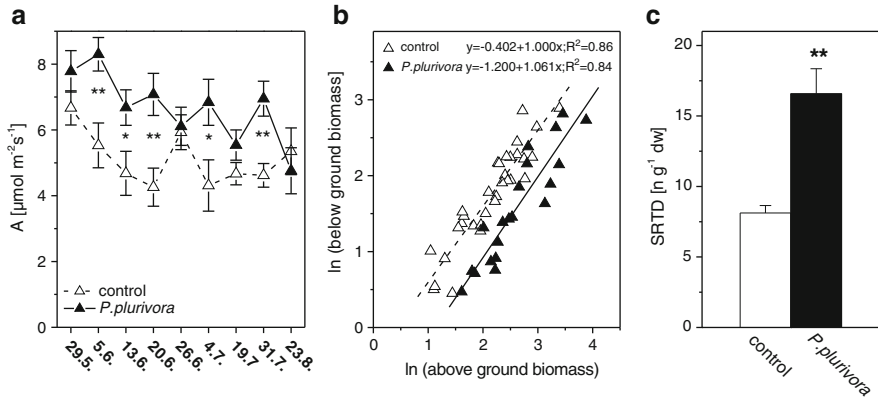 a
A [µmol m⁻²s⁻¹]
8
6
4
2
0
**
*
**
*
**
control
P.plurivora
29.5.
5.6.
13.6.
20.6.
26.6.
4.7.
19.7
31.7.
23.8.
b
ln (below ground biomass)
3
2
1
0
control y=-0.402+1.000x;R²=0.86
P.plurivora y=-1.200+1.061x;R²=0.84
0 1 2 3 4
ln (above ground biomass)
c
SRTD [n g⁻¹ dw]
20
15
10
5
0
**
control
P.plurivora